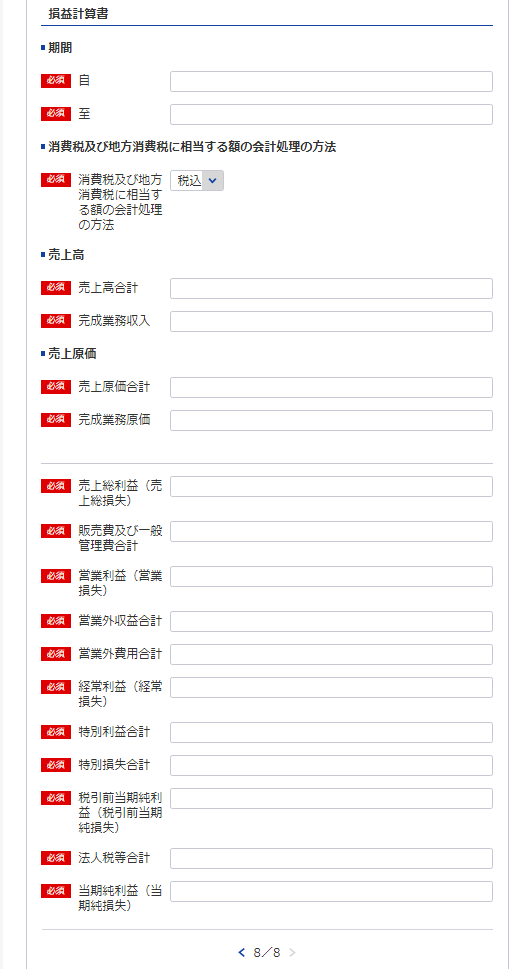 損益計算書
期間
必須 自
必須 至
消費税及び地方消費税に相当する額の会計処理の方法
必須 消費税及び地方 税込
消費税に相当す
る額の会計処理
の方法
売上高
必須 売上高合計
必須 完成業務収入
売上原価
必須 売上原価合計
必須 完成業務原価
必須 売上総利益（売
上総損失）
必須 販売費及び一般
管理費合計
必須 営業利益（営業
損失）
必須 営業外収益合計
必須 営業外費用合計
必須 経常利益（経常
損失）
必須 特別利益合計
必須 特別損失合計
必須 税引前当期純利
益（税引前当期
純損失）
必須 法人税等合計
必須 当期純利益（当
期純損失）
8／8